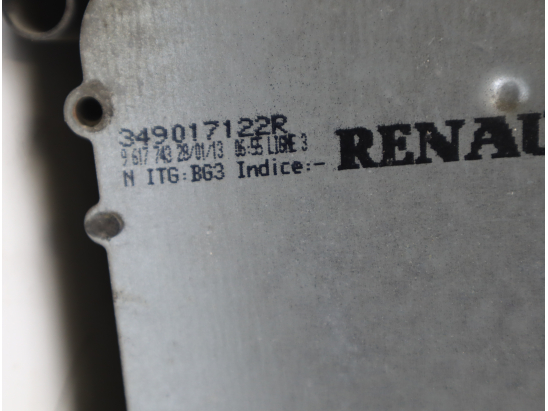 349017122R
9 617 743 28/01/13 06:55 LIGNE 3
N ITG:BG3 Indice:-
RENAU